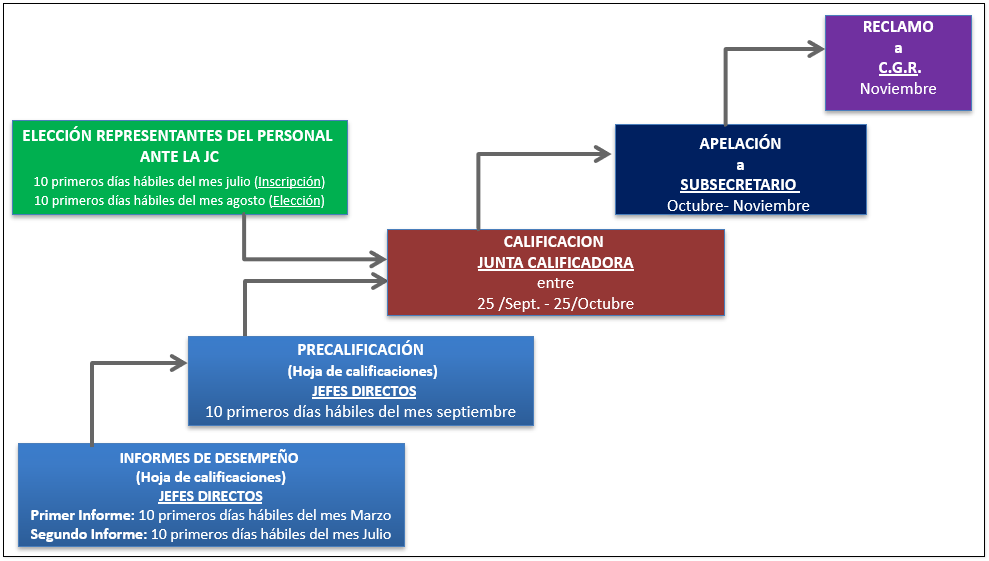 RECLAMO
a
C.G.R.
Noviembre
ELECCIÓN REPRESENTANTES DEL PERSONAL
ANTE LA JC
10 primeros días hábiles del mes julio (Inscripción)
10 primeros días hábiles del mes agosto (Elección)
APELACIÓN
a
SUBSECRETARIO
Octubre- Noviembre
CALIFICACION
JUNTA CALIFICADORA
entre
25 /Sept. - 25/Octubre
PRECALIFICACIÓN
(Hoja de calificaciones)
JEFES DIRECTOS
10 primeros días hábiles del mes septiembre
INFORMES DE DESEMPEÑO
(Hoja de calificaciones)
JEFES DIRECTOS
Primer Informe: 10 primeros días hábiles del mes Marzo
Segundo Informe: 10 primeros días hábiles del mes Julio